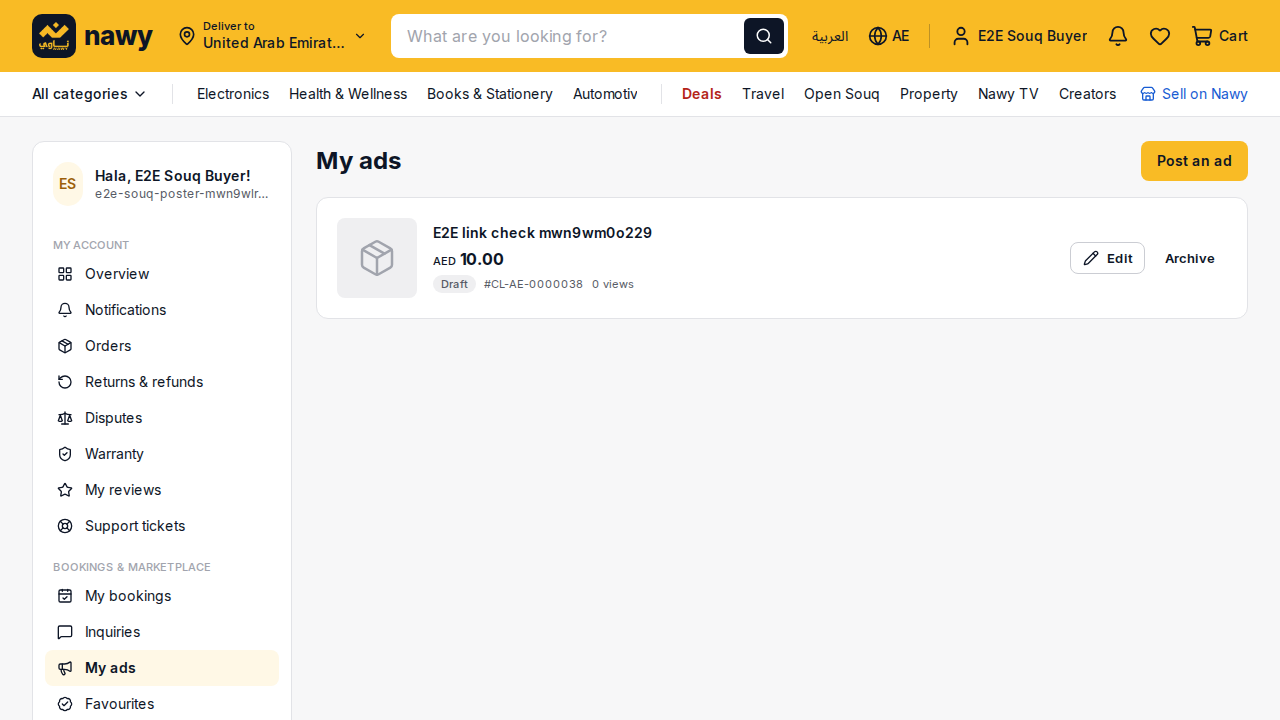 ناوي
nawy
Deliver to
United Arab Emirat...
What are you looking for?
العربية
AE
E2E Souq Buyer
Cart
All categories
Electronics
Health & Wellness
Books & Stationery
Automotiv
Deals
Travel
Open Souq
Property
Nawy TV
Creators
Sell on Nawy
ES
Hala, E2E Souq Buyer!
e2e-souq-poster-mwn9wlr...
MY ACCOUNT
Overview
Notifications
Orders
Returns & refunds
Disputes
Warranty
My reviews
Support tickets
BOOKINGS & MARKETPLACE
My bookings
Inquiries
My ads
Favourites
My ads
Post an ad
E2E link check mwn9wm0o229
AED 10.00
Draft #CL-AE-0000038 0 views
Edit
Archive